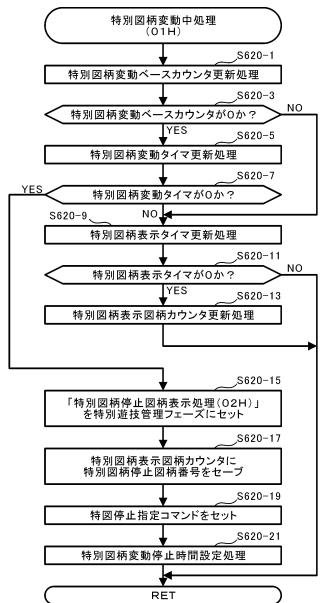 特別図柄変動中処理
(01H)
S620-1
特別図柄変動ベースカウンタ更新処理
S620-3
特別図柄変動ベースカウンタが0か?
NO
YES
S620-5
特別図柄変動タイマ更新処理
S620-7
YES
特別図柄変動タイマが0か?
NO
S620-9
特別図柄表示タイマ更新処理
S620-11
特別図柄表示タイマが0か?
NO
YES
S620-13
特別図柄表示図柄カウンタ更新処理
S620-15
「特別図柄停止図柄表示処理(02H)」
を特別遊技管理フェーズにセット
S620-17
特別図柄表示図柄カウンタに
特別図柄停止図柄番号をセーブ
S620-19
特図停止指定コマンドをセット
S620-21
特別図柄変動停止時間設定処理
RET